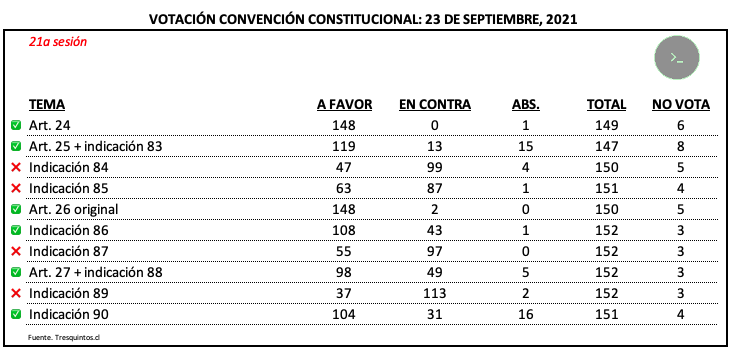 VOTACIÓN CONVENCIÓN CONSTITUCIONAL: 23 DE SEPTIEMBRE, 2021
21a sesión
>_
TEMA A FAVOR EN CONTRA ABS. TOTAL NO VOTA
✅ Art. 24 148 0 1 149 6
✅ Art. 25 + indicación 83 119 13 15 147 8
❌ Indicación 84 47 99 4 150 5
❌ Indicación 85 63 87 1 151 4
✅ Art. 26 original 148 2 0 150 5
✅ Indicación 86 108 43 1 152 3
❌ Indicación 87 55 97 0 152 3
✅ Art. 27 + indicación 88 98 49 5 152 3
❌ Indicación 89 37 113 2 152 3
✅ Indicación 90 104 31 16 151 4
Fuente. Tresquintos.cl